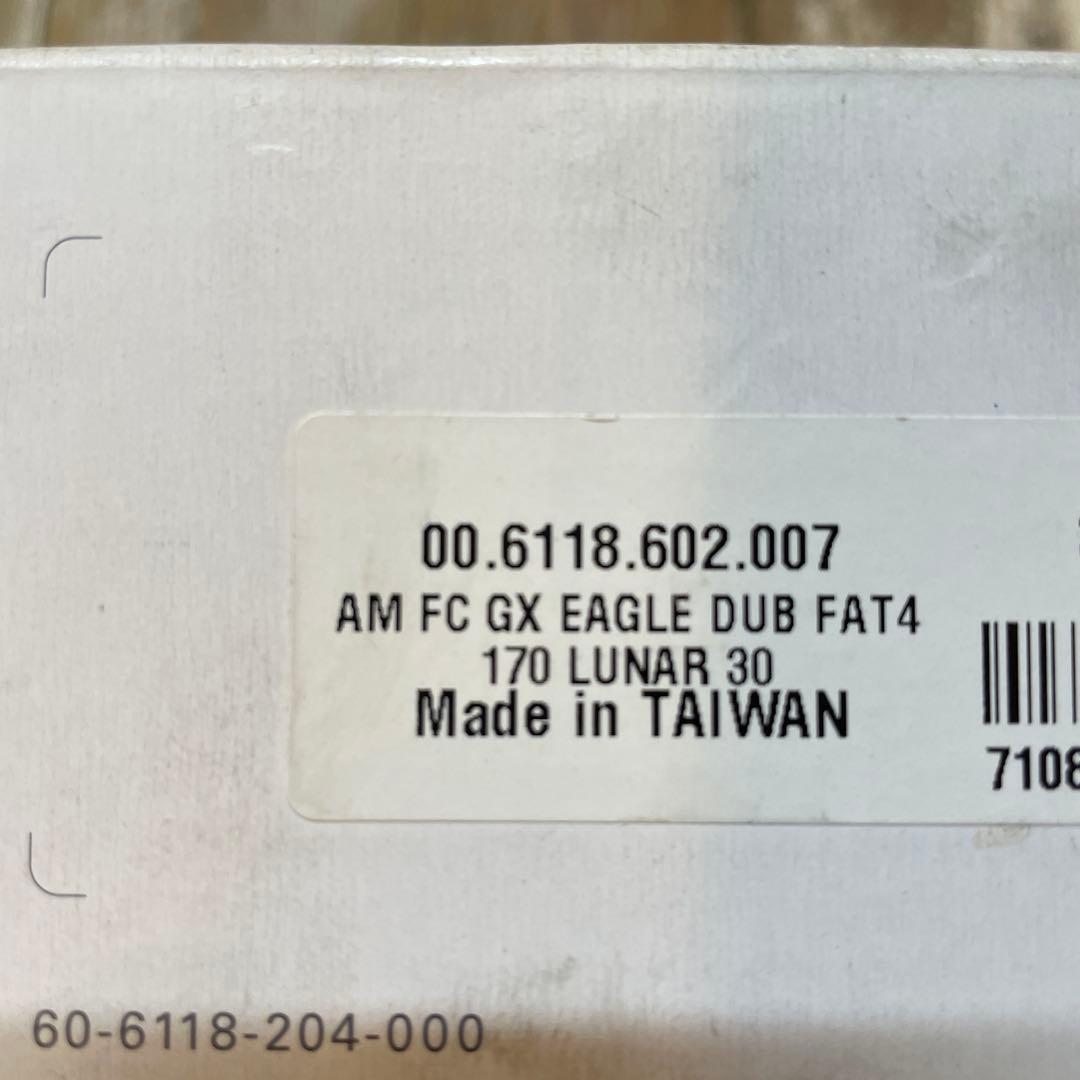 00.6118.602.007
AM FC GX EAGLE DUB FAT4
170 LUNAR 30
Made in TAIWAN
7108
60-6118-204-000